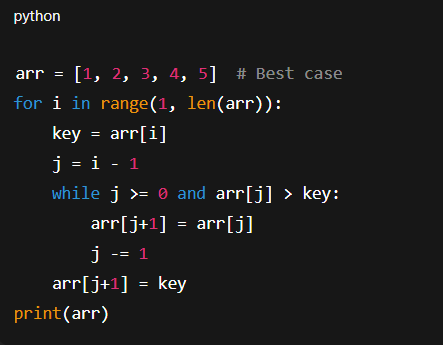 python
arr = [1, 2, 3, 4, 5]  # Best case
for i in range(1, len(arr)):
    key = arr[i]
    j = i - 1
    while j >= 0 and arr[j] > key:
        arr[j+1] = arr[j]
        j -= 1
    arr[j+1] = key
print(arr)